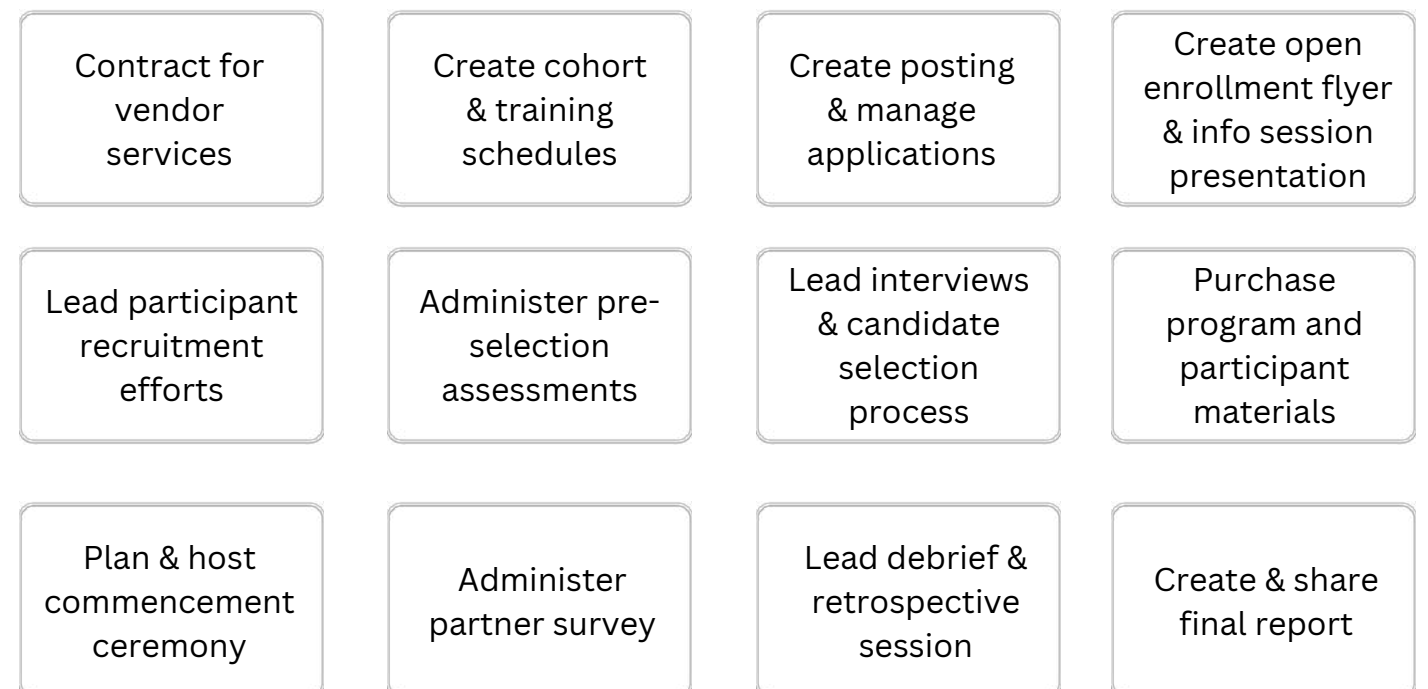 Contract for
vendor
services
Create cohort
& training
schedules
Create posting
& manage
applications
Create open
enrollment flyer
& info session
presentation
Lead participant
recruitment
efforts
Administer pre-
selection
assessments
Lead interviews
& candidate
selection
process
Purchase
program and
participant
materials
Plan & host
commencement
ceremony
Administer
partner survey
Lead debrief &
retrospective
session
Create & share
final report